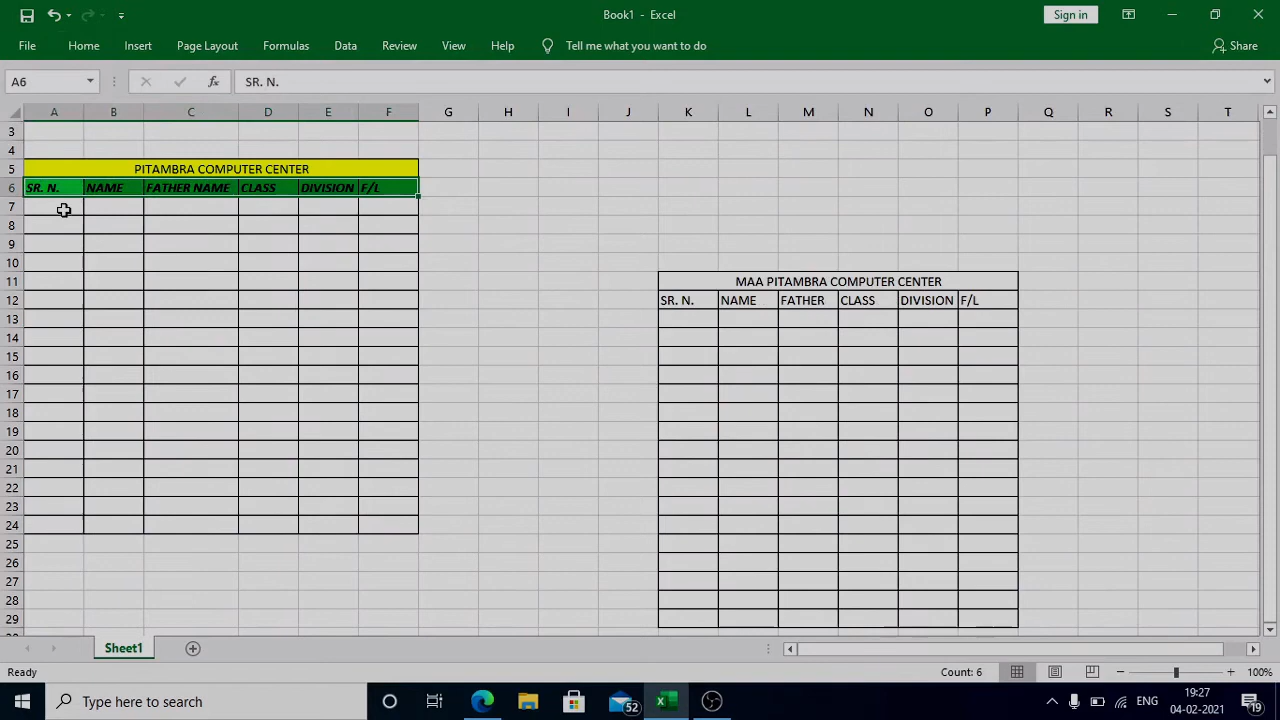 Book1 - Excel
Sign in
File Home Insert Page Layout Formulas Data Review View Help Tell me what you want to do Share
A6 fx SR. N.
A B C D E F G H I J K L M N O P Q R S T
3
4
5 PITAMBRA COMPUTER CENTER
6 SR. N. NAME FATHER NAME CLASS DIVISION F/L
7
8
9
10
11 MAA PITAMBRA COMPUTER CENTER
12 SR. N. NAME FATHER CLASS DIVISION F/L
13
14
15
16
17
18
19
20
21
22
23
24
25
26
27
28
29
Sheet1
Ready Count: 6 100%
Type here to search 52 ENG 19:27
04-02-2021 19